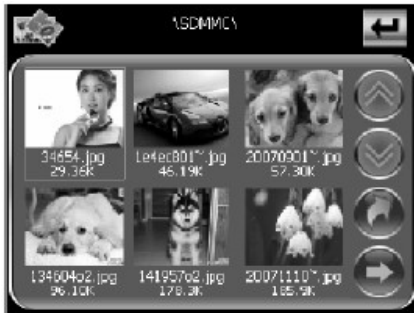 \SDMMC\
34654.jpg
29.36K
1e4ec801~.jpg
46.19K
20070901~.jpg
57.30K
134604o2.jpg
96.10K
141957o2.jpg
178.3K
20071110~.jpg
185.9K